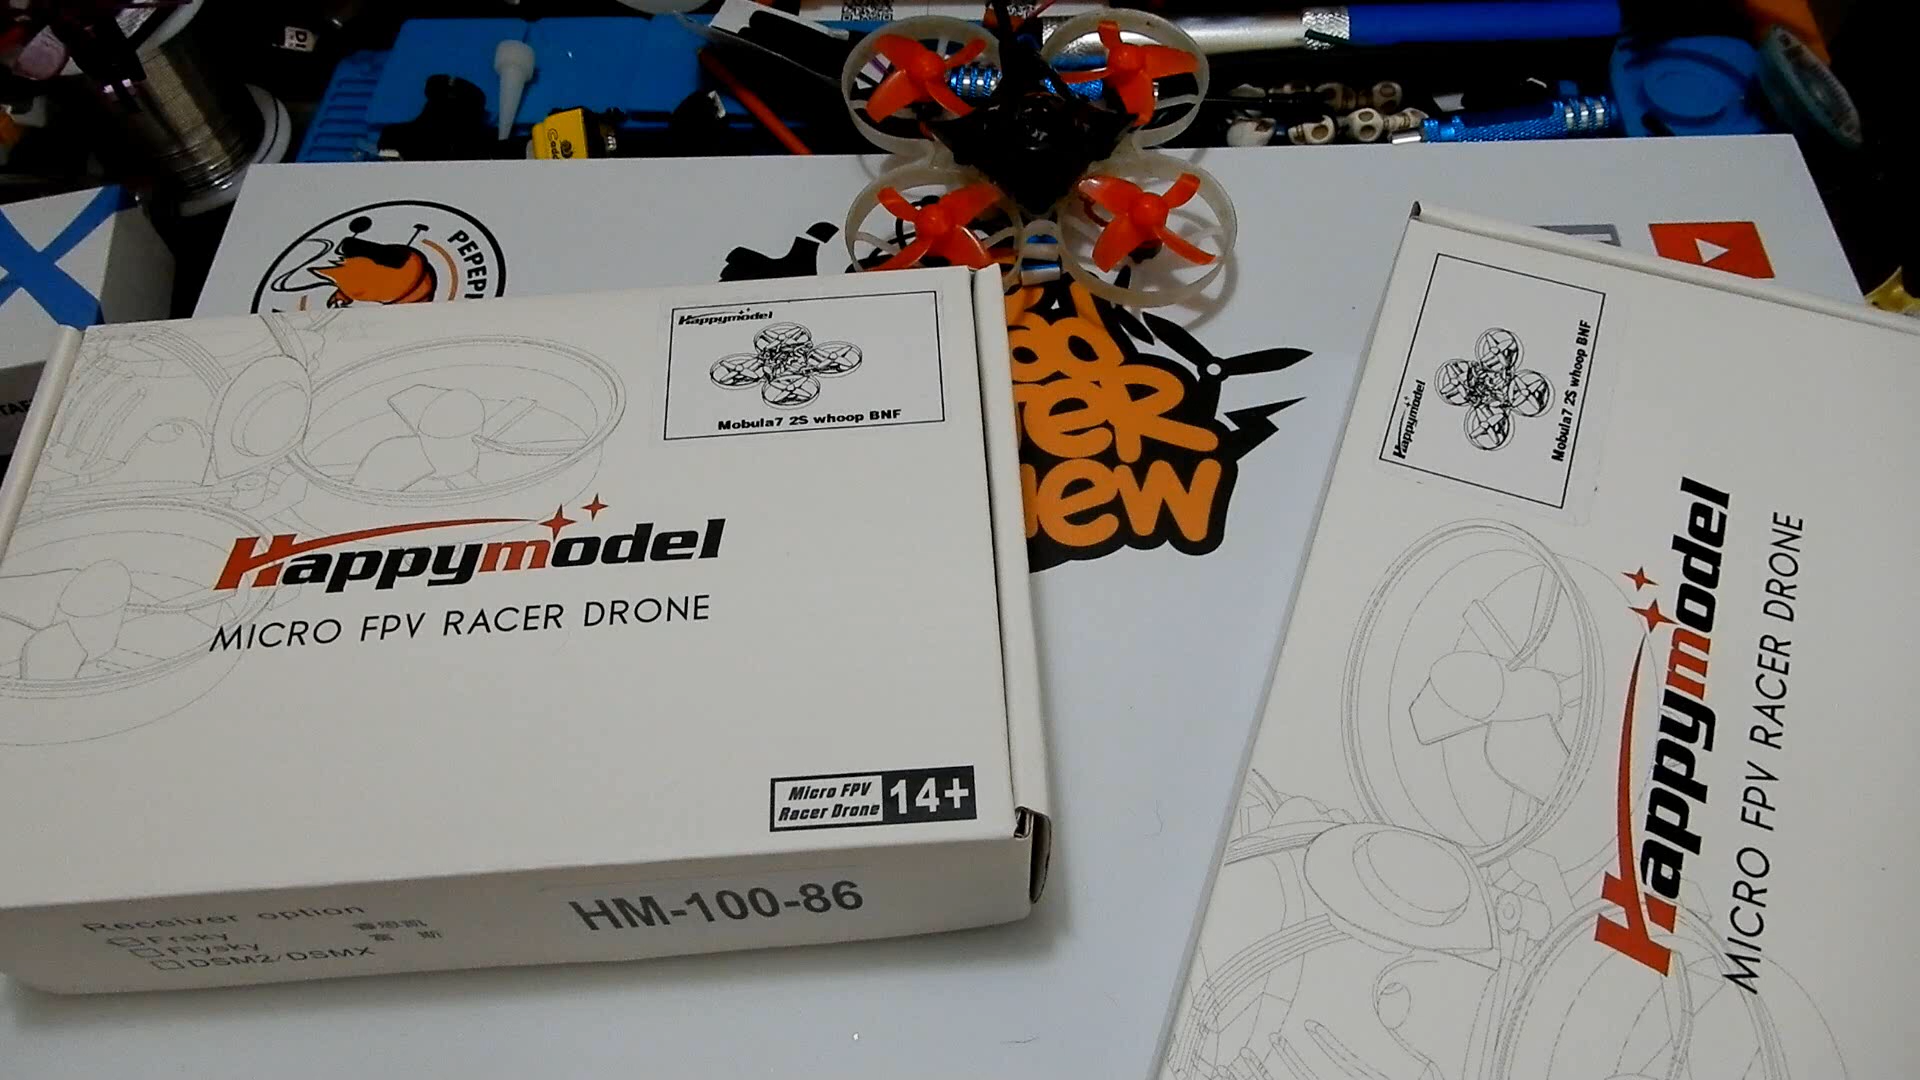 PEPEPI
Happymodel
Mobula7 2S whoop BNF
Happymodel
MICRO FPV RACER DRONE
Micro FPV
Racer Drone
14+
HM-100-86
Receiver option
Frsky
Flysky
DSM2/DSMX
Happymodel
Mobula7 2S whoop BNF
Happymodel
MICRO FPV RACER DRONE